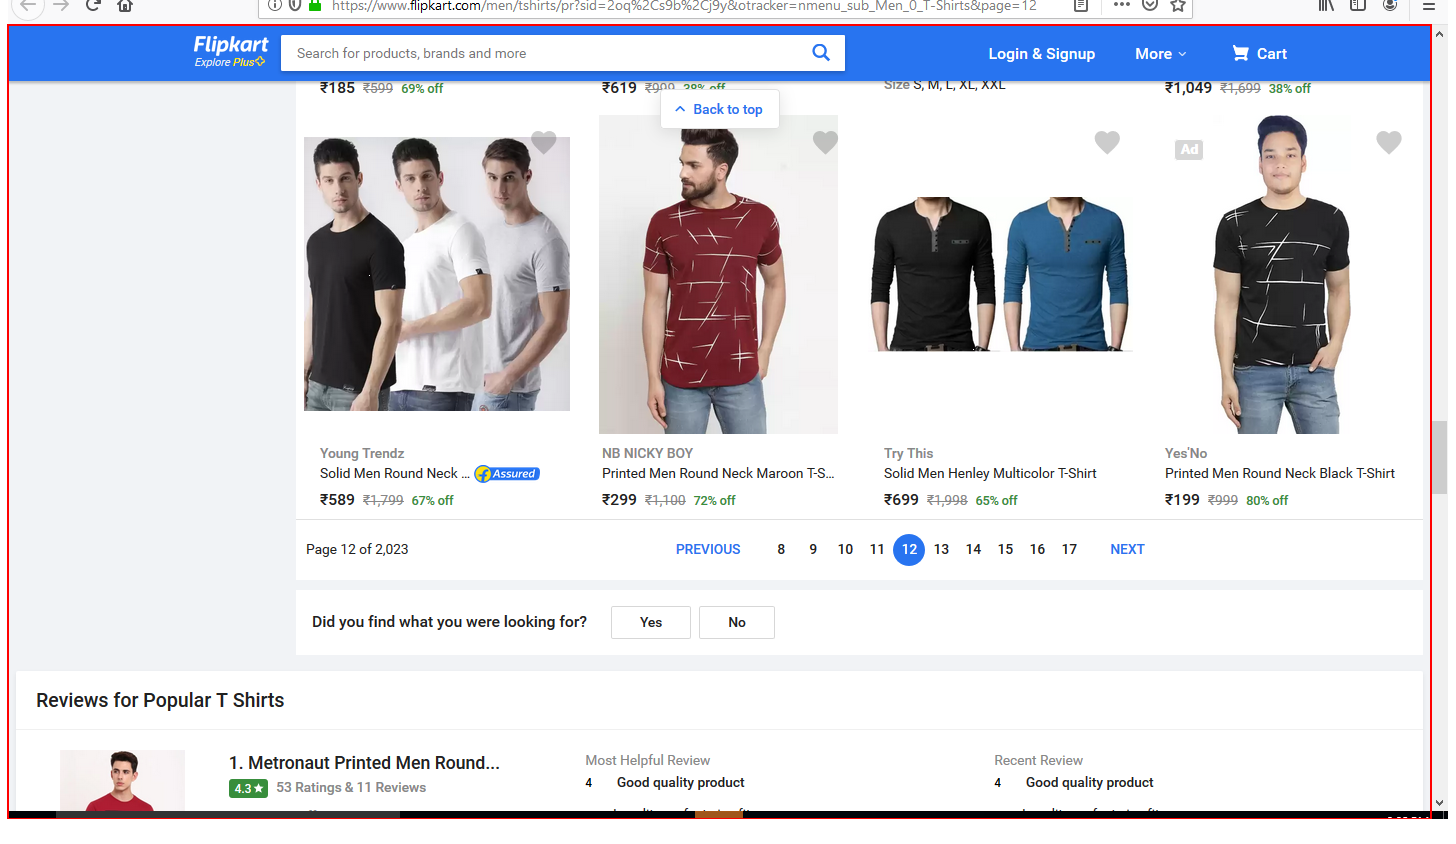 https://www.flipkart.com/men/tshirts/pr?sid=2oq%2Cs9b%2Cj9y&otracker=nmenu_sub_Men_0_T-Shirts&page=12
Flipkart
Explore Plus
Search for products, brands and more
Login & Signup
More
Cart
₹185 ₹599 69% off
₹619 ₹999 38% off
Size S, M, L, XL, XXL
₹1,049 ₹1,699 38% off
Back to top
Ad
Young Trendz
Solid Men Round Neck ... Assured
₹589 ₹1,799 67% off
NB NICKY BOY
Printed Men Round Neck Maroon T-S...
₹299 ₹1,100 72% off
Try This
Solid Men Henley Multicolor T-Shirt
₹699 ₹1,998 65% off
Yes'No
Printed Men Round Neck Black T-Shirt
₹199 ₹999 80% off
Page 12 of 2,023
PREVIOUS 8 9 10 11 12 13 14 15 16 17 NEXT
Did you find what you were looking for? Yes No
Reviews for Popular T Shirts
1. Metronaut Printed Men Round...
4.3 53 Ratings & 11 Reviews
Most Helpful Review
4 Good quality product
Recent Review
4 Good quality product